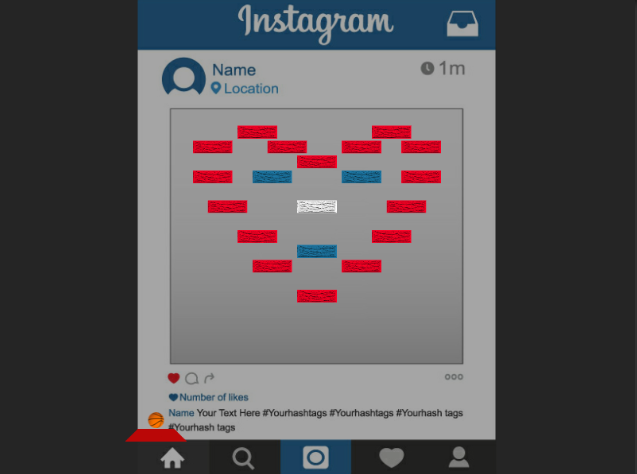 Instagram
Name
1m
Location
Number of likes
Name Your Text Here #Yourhashtags #Yourhashtags #Yourhash tags
#Yourhash tags